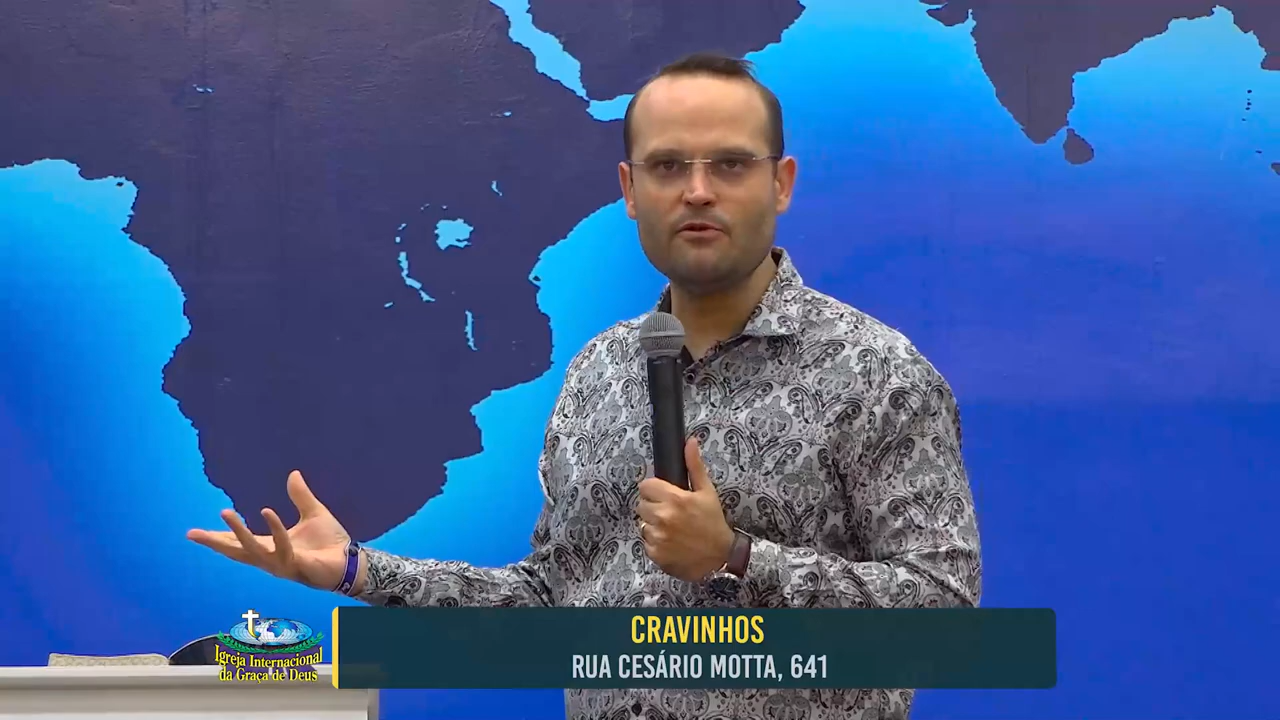 Igreja Internacional
da Graça de Deus
CRAVINHOS
RUA CESÁRIO MOTTA, 641